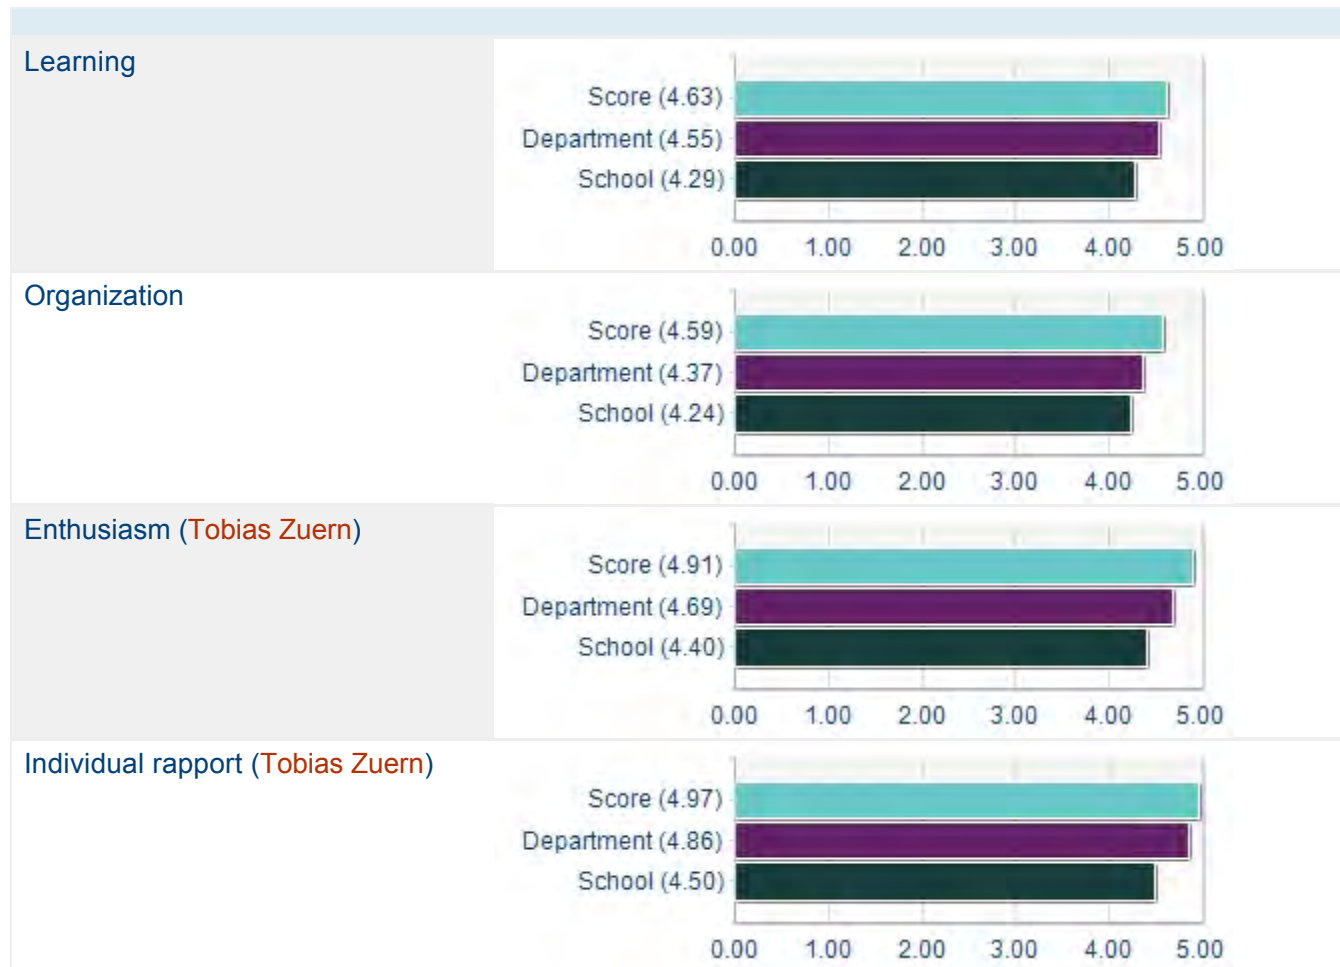 Learning
Score (4.63)
Department (4.55)
School (4.29)
0.00 1.00 2.00 3.00 4.00 5.00
Organization
Score (4.59)
Department (4.37)
School (4.24)
0.00 1.00 2.00 3.00 4.00 5.00
Enthusiasm (Tobias Zuern)
Score (4.91)
Department (4.69)
School (4.40)
0.00 1.00 2.00 3.00 4.00 5.00
Individual rapport (Tobias Zuern)
Score (4.97)
Department (4.86)
School (4.50)
0.00 1.00 2.00 3.00 4.00 5.00